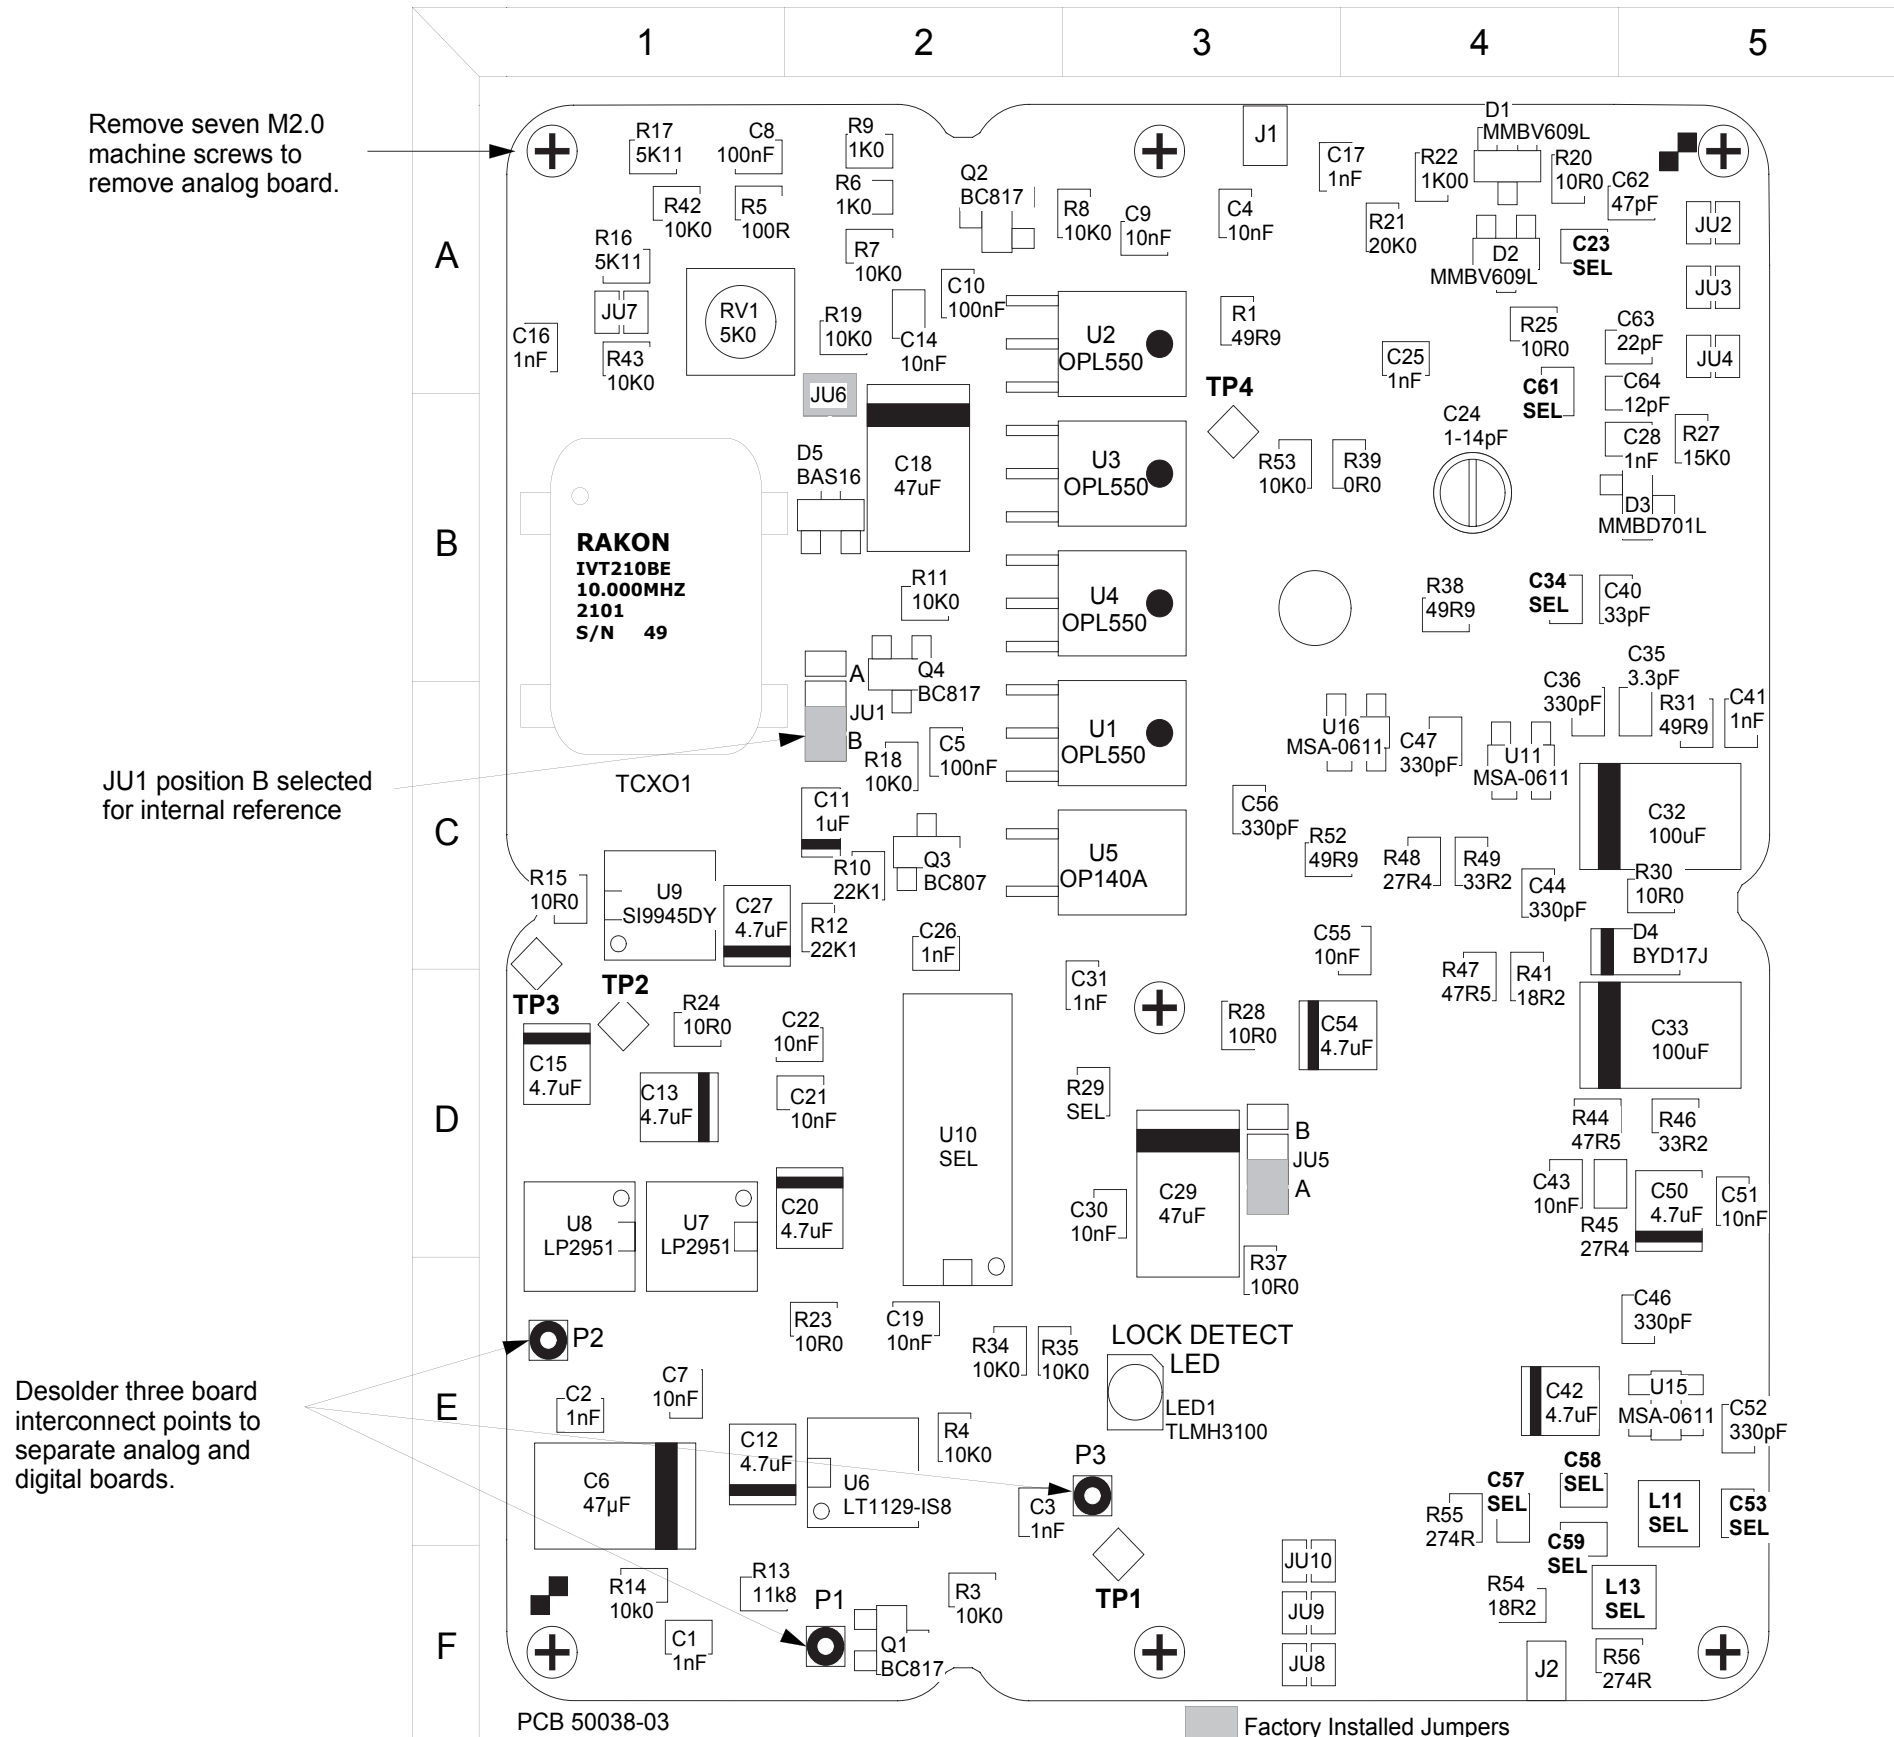 1 2 3 4 5
Remove seven M2.0
machine screws to
remove analog board.
A
R17
5K11
C8
100nF
R9
1K0
J1
D1
MMBV609L
C17
1nF
R22
1K00
R20
10R0
C62
47pF
R42
10K0
R5
100R
R6
1K0
Q2
BC817
R8
10K0
C9
10nF
C4
10nF
R21
20K0
JU2
R16
5K11
R7
10K0
D2
MMBV609L
C23
SEL
JU7
RV1
5K0
C10
100nF
JU3
C16
1nF
R43
10K0
R19
10K0
C14
10nF
U2
OPL550
R1
49R9
R25
10R0
C63
22pF
C25
1nF
JU4
JU6
TP4
C61
SEL
C64
12pF
B
D5
BAS16
C18
47uF
U3
OPL550
R53
10K0
R39
0R0
C24
1-14pF
C28
1nF
R27
15K0
D3
MMBD701L
RAKON
IVT210BE
10.000MHZ
2101
S/N 49
R11
10K0
U4
OPL550
R38
49R9
C34
SEL
C40
33pF
A
JU1
B
Q4
BC817
C35
3.3pF
C36
330pF
R31
49R9
C41
1nF
JU1 position B selected
for internal reference
C
TCXO1
R18
10K0
C5
100nF
U1
OPL550
U16
MSA-0611
C47
330pF
U11
MSA-0611
C11
1uF
C56
330pF
C32
100uF
R15
10R0
U9
SI9945DY
C27
4.7uF
R10
22K1
Q3
BC807
U5
OP140A
R52
49R9
R48
27R4
R49
33R2
C44
330pF
R30
10R0
R12
22K1
C26
1nF
C55
10nF
D4
BYD17J
TP3
TP2
C31
1nF
R47
47R5
R41
18R2
D
R24
10R0
C22
10nF
R28
10R0
C54
4.7uF
C33
100uF
C15
4.7uF
C13
4.7uF
C21
10nF
R29
SEL
U10
SEL
B
JU5
A
R44
47R5
R46
33R2
U8
LP2951
U7
LP2951
C20
4.7uF
C30
10nF
C29
47uF
C43
10nF
R45
27R4
C50
4.7uF
C51
10nF
R37
10R0
E
P2
R23
10R0
C19
10nF
R34
10K0
R35
10K0
LOCK DETECT
LED
C46
330pF
Desolder three board
interconnect points to
separate analog and
digital boards.
C2
1nF
C7
10nF
LED1
TLMH3100
C42
4.7uF
U15
MSA-0611
C52
330pF
C6
47µF
C12
4.7uF
U6
LT1129-IS8
R4
10K0
P3
C3
1nF
C58
SEL
C57
SEL
R55
274R
L11
SEL
C53
SEL
C59
SEL
F
R14
10k0
R13
11k8
P1
R3
10K0
TP1
JU10
R54
18R2
L13
SEL
JU9
C1
1nF
Q1
BC817
JU8
J2
R56
274R
PCB 50038-03
Factory Installed Jumpers